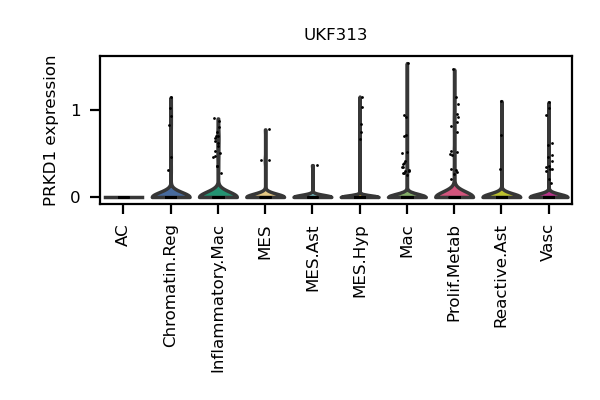 UKF313
PRKD1 expression
1
0
AC
Chromatin.Reg
Inflammatory.Mac
MES
MES.Ast
MES.Hyp
Mac
Prolif.Metab
Reactive.Ast
Vasc